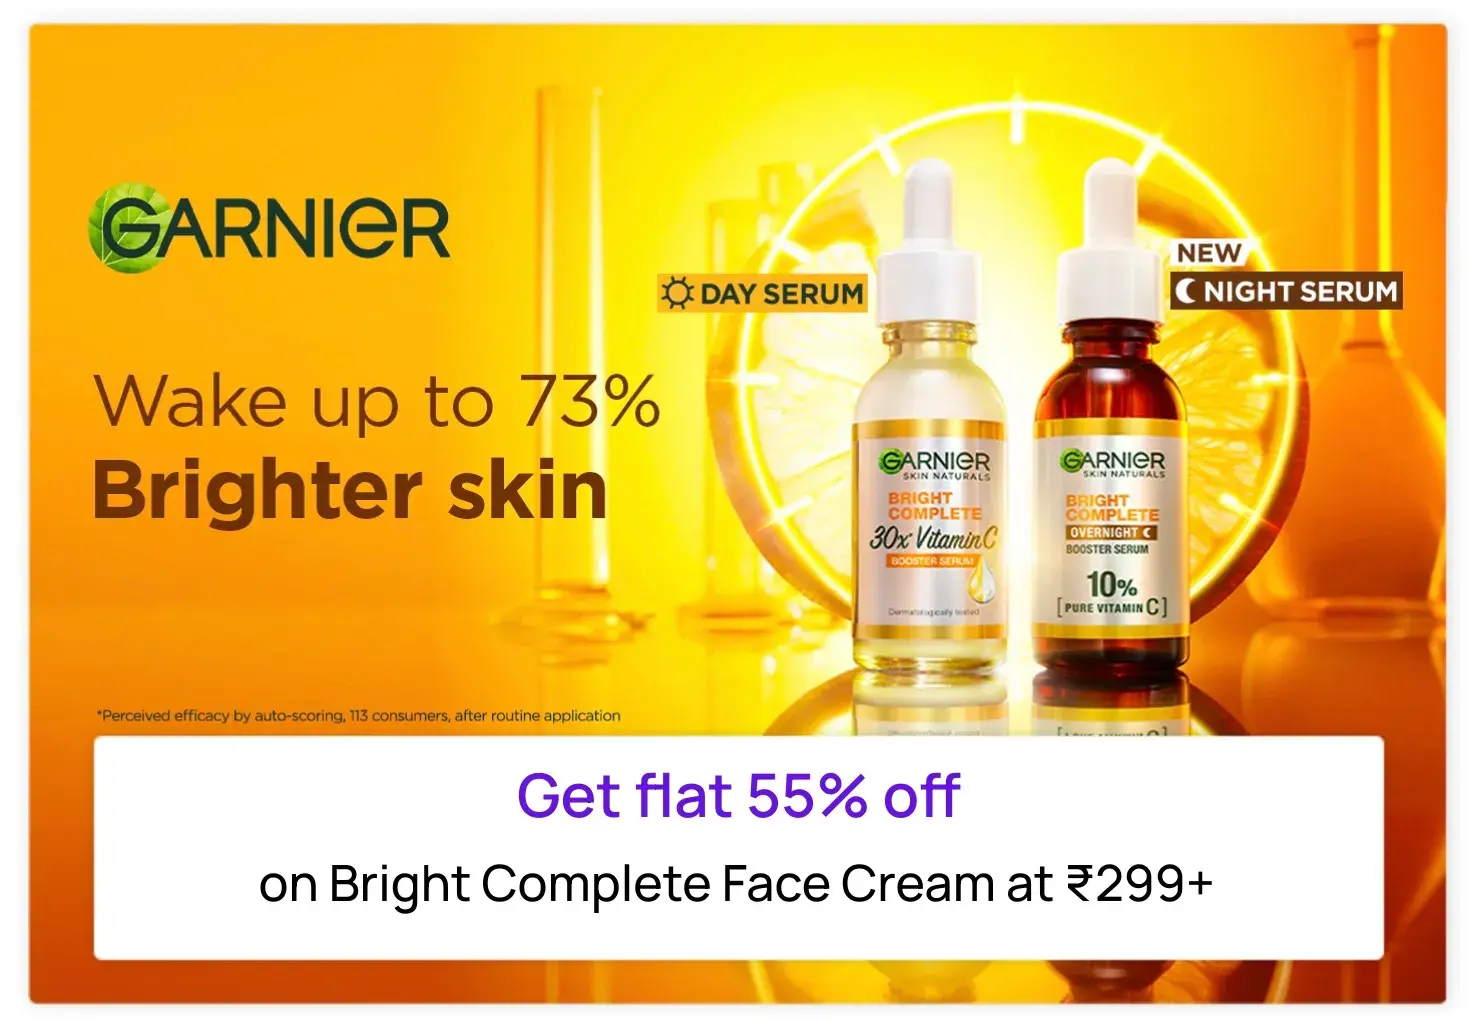 GARNIER
Wake up to 73%
Brighter skin
*Perceived efficacy by auto-scoring, 113 consumers, after routine application
DAY SERUM
NEW
NIGHT SERUM
GARNIER
SKIN NATURALS
BRIGHT
COMPLETE
30x* Vitamin C
BOOSTER SERUM
Dermatologically tested
GARNIER
SKIN NATURALS
BRIGHT
COMPLETE
OVERNIGHT
BOOSTER SERUM
10%
[PURE VITAMIN C]
Get flat 55% off
on Bright Complete Face Cream at ₹299+